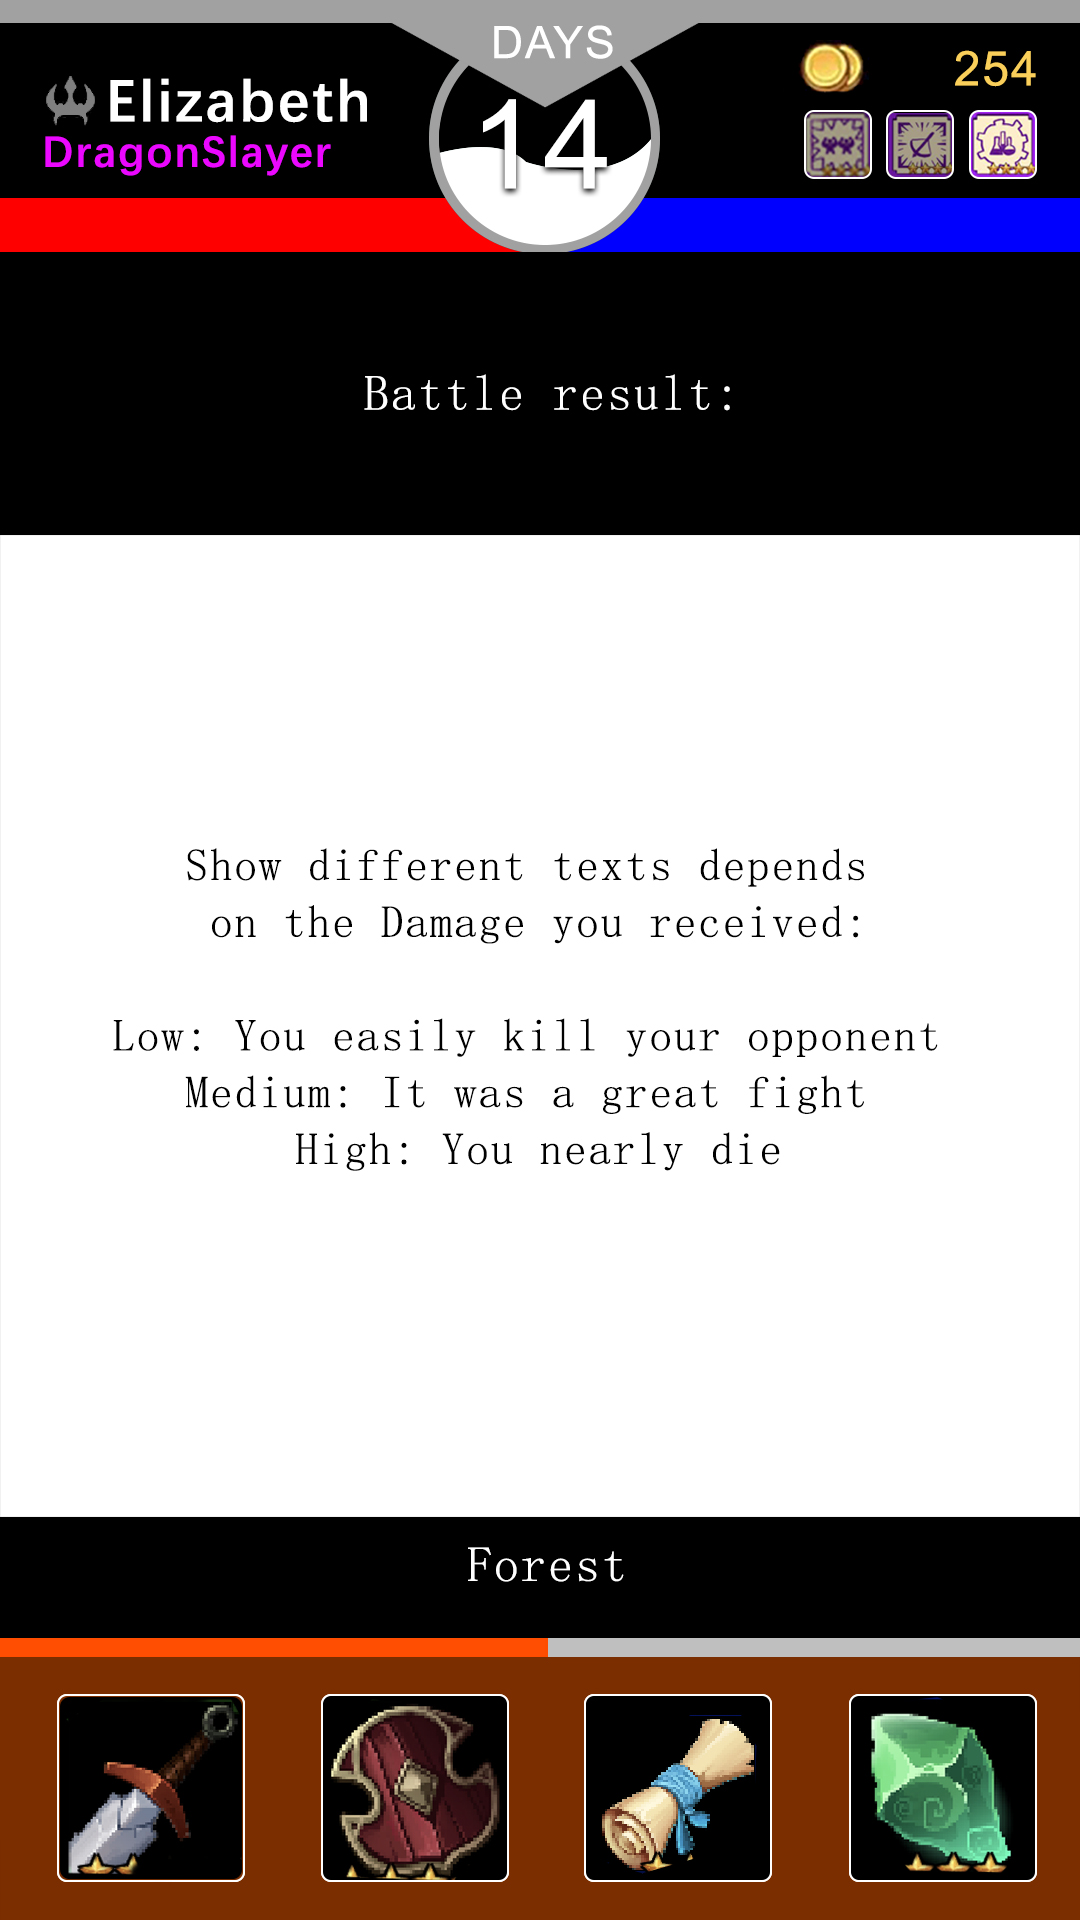 DAYS
14
Elizabeth
DragonSlayer
254
Battle result:
Show different texts depends
on the Damage you received:
Low: You easily kill your opponent
Medium: It was a great fight
High: You nearly die
Forest